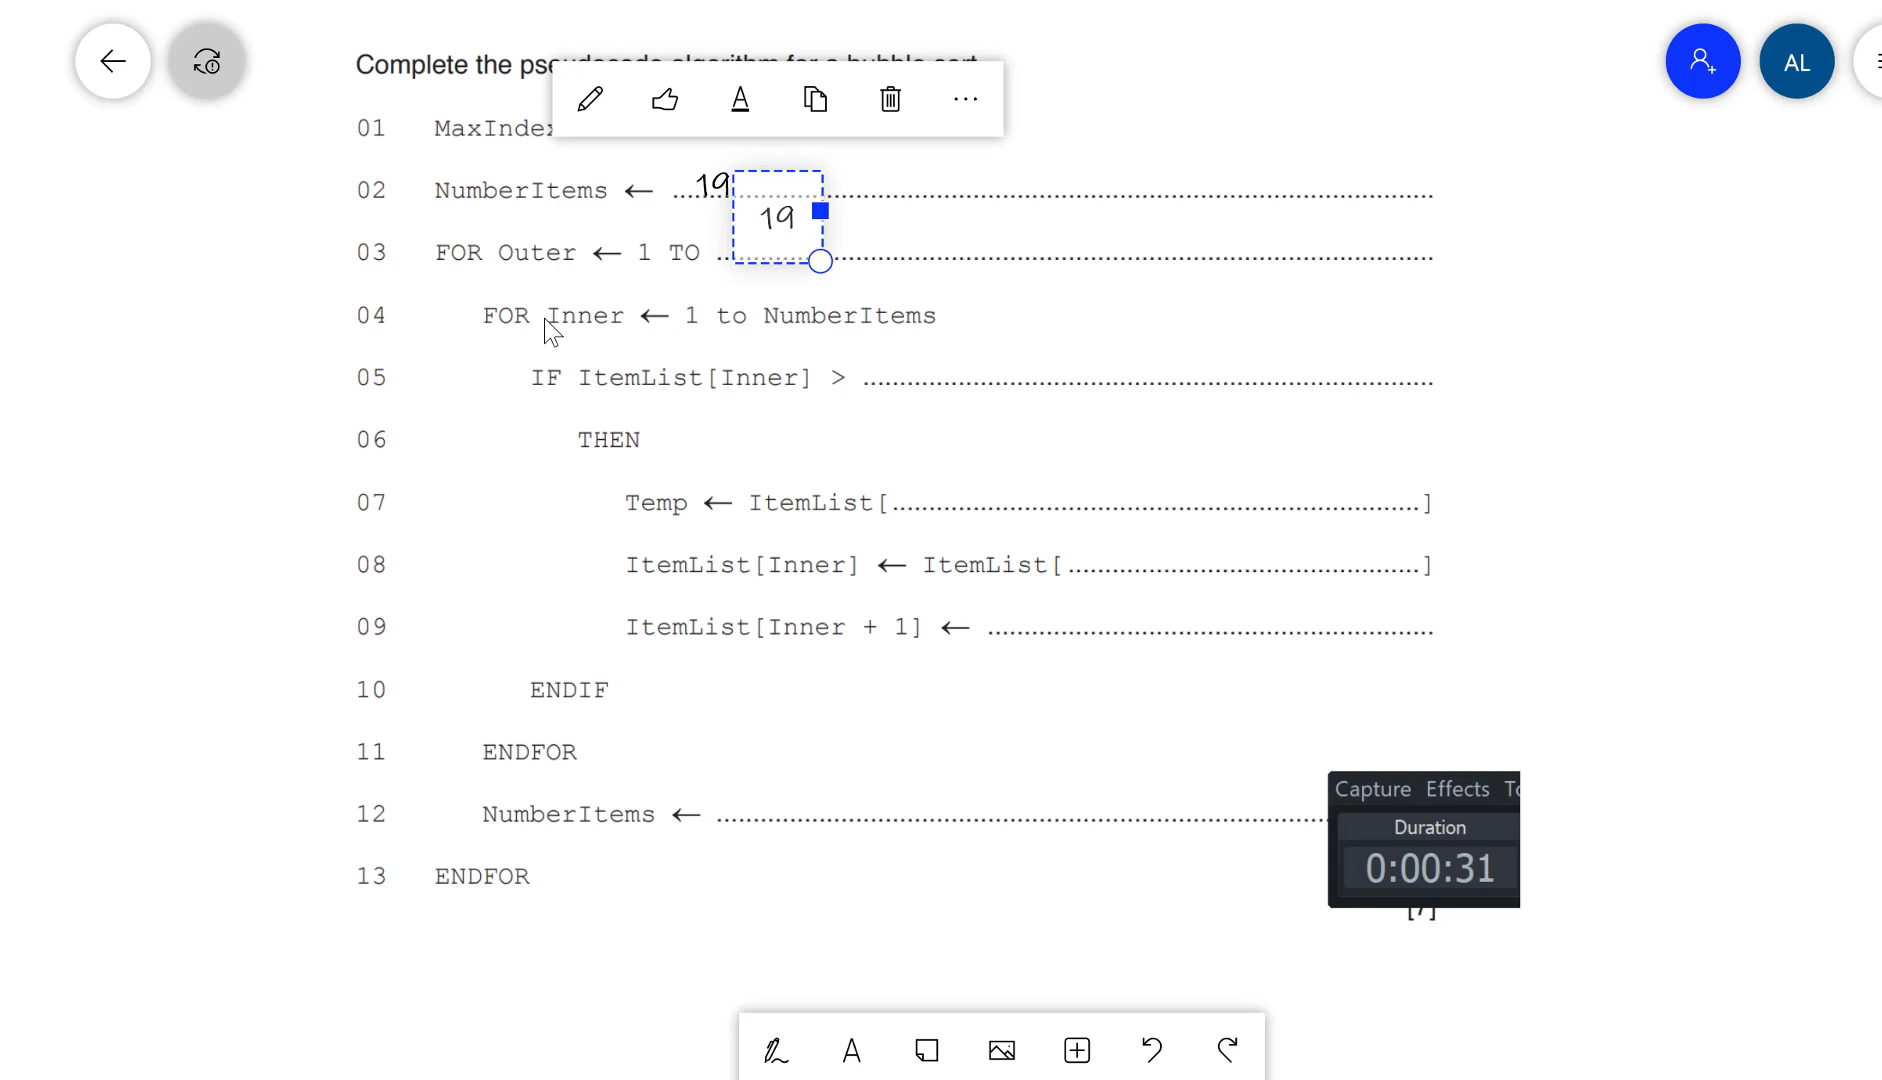 AL
Complete the
01 MaxIndex
02 NumberItems ← ..... 19 .....
19
03 FOR Outer ← 1 TO .....
04 FOR Inner ← 1 to NumberItems
05 IF ItemList[Inner] > .....
06 THEN
07 Temp ← ItemList[.....]
08 ItemList[Inner] ← ItemList[.....]
09 ItemList[Inner + 1] ← .....
10 ENDIF
11 ENDFOR
Capture Effects
12 NumberItems ← .....
Duration
0:00:31
13 ENDFOR